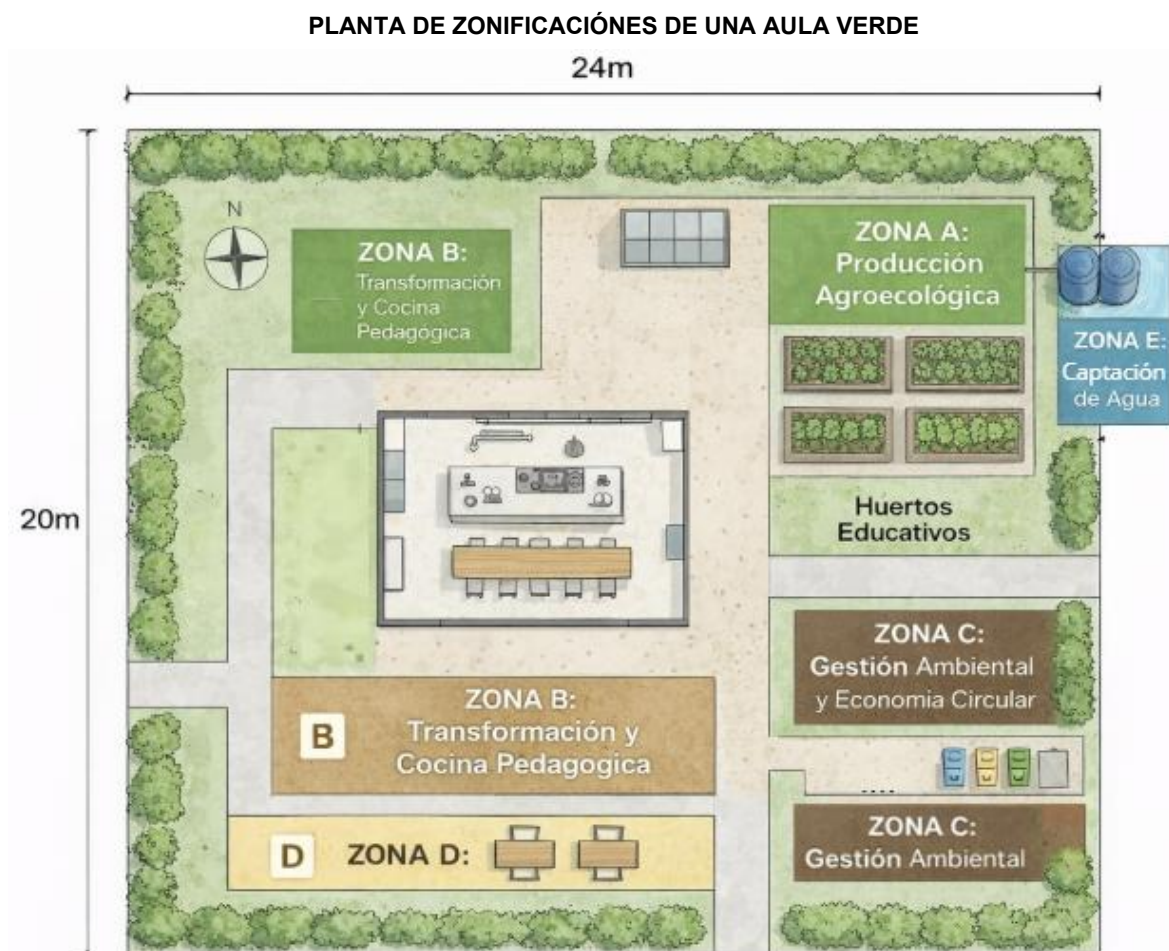 PLANTA DE ZONIFICACIÓNES DE UNA AULA VERDE
24m
20m
N
ZONA B:
Transformación
y Cocina
Pedagógica
ZONA A:
Producción
Agroecológica
ZONA E:
Captación
de Agua
Huertos
Educativos
ZONA C:
Gestión Ambiental
y Economia Circular
B
ZONA B:
Transformación y
Cocina Pedagogica
D
ZONA D:
ZONA C:
Gestión Ambiental